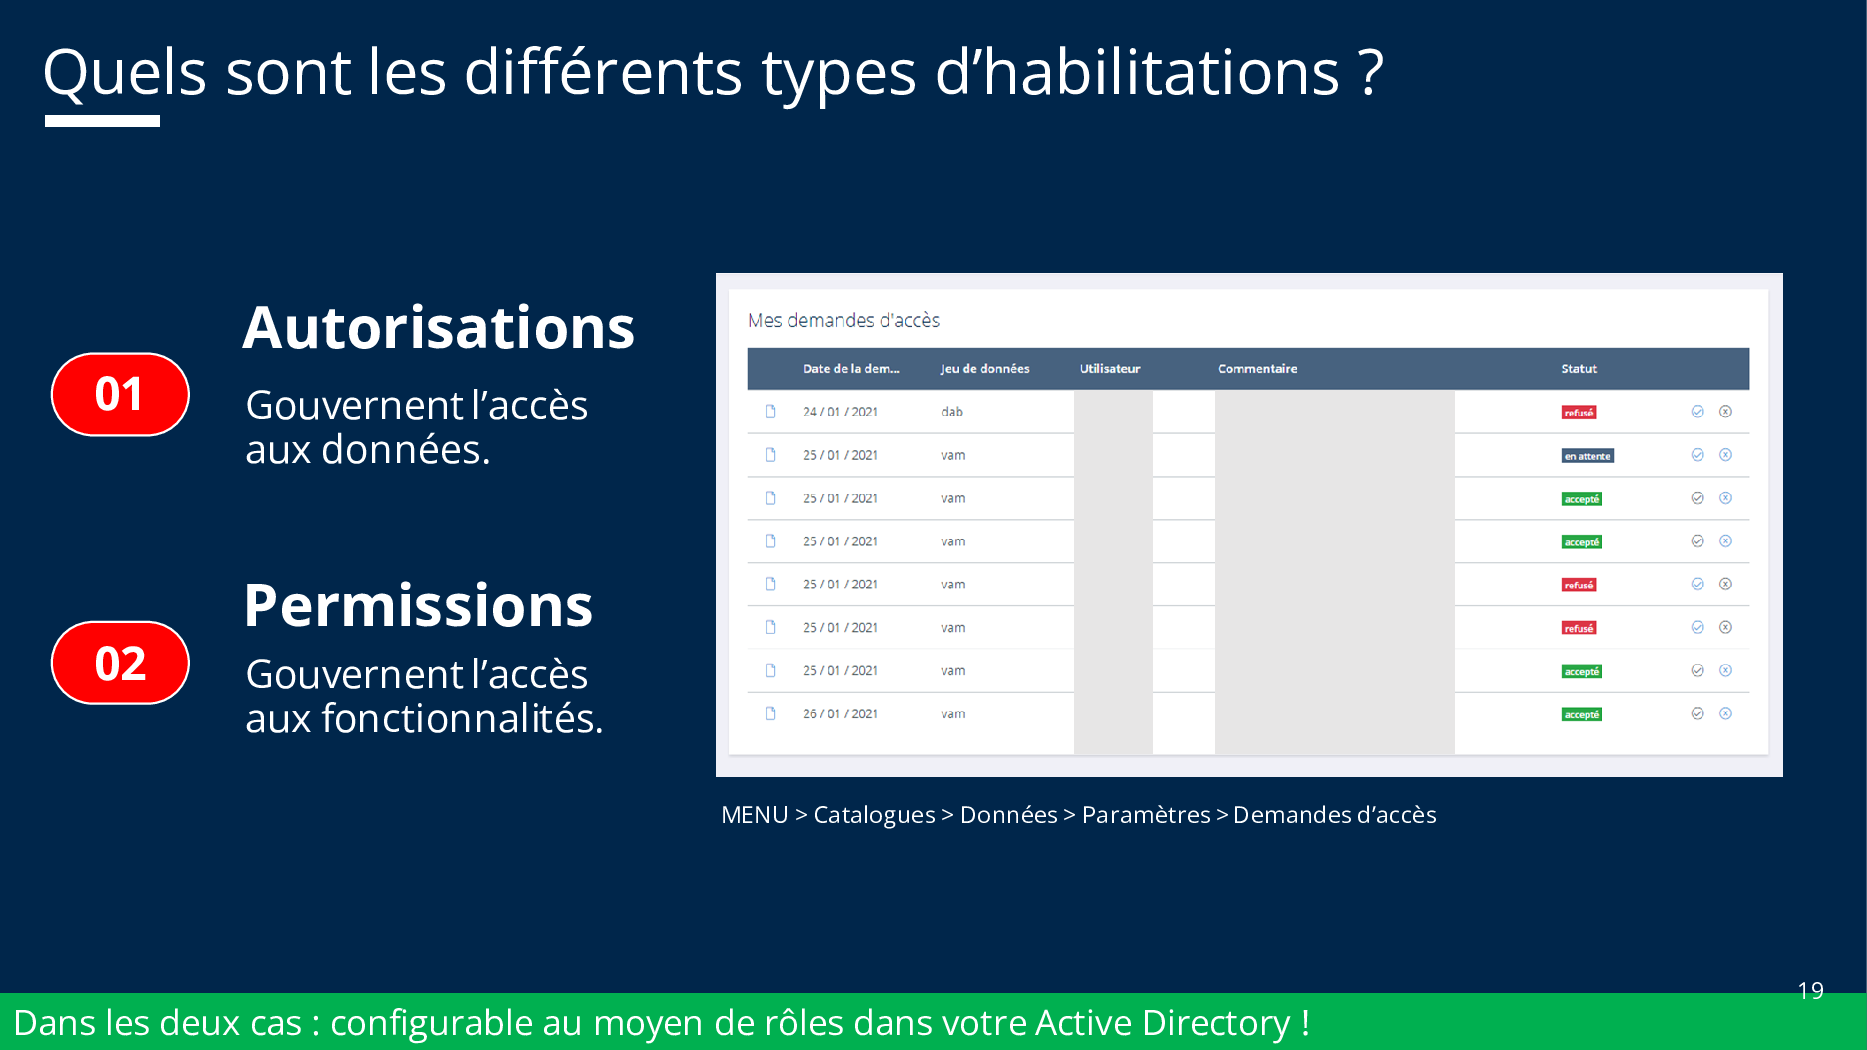 Quels sont les différents types d’habilitations ?
01
Autorisations
Gouvernent l’accès
aux données.
02
Permissions
Gouvernent l’accès
aux fonctionnalités.
Mes demandes d'accès
Date de la dem... Jeu de données Utilisateur Commentaire Statut
24 / 01 / 2021 dab refusé
25 / 01 / 2021 vam en attente
25 / 01 / 2021 vam accepté
25 / 01 / 2021 vam accepté
25 / 01 / 2021 vam refusé
25 / 01 / 2021 vam refusé
25 / 01 / 2021 vam accepté
26 / 01 / 2021 vam accepté
MENU > Catalogues > Données > Paramètres > Demandes d’accès
19
Dans les deux cas : configurable au moyen de rôles dans votre Active Directory !